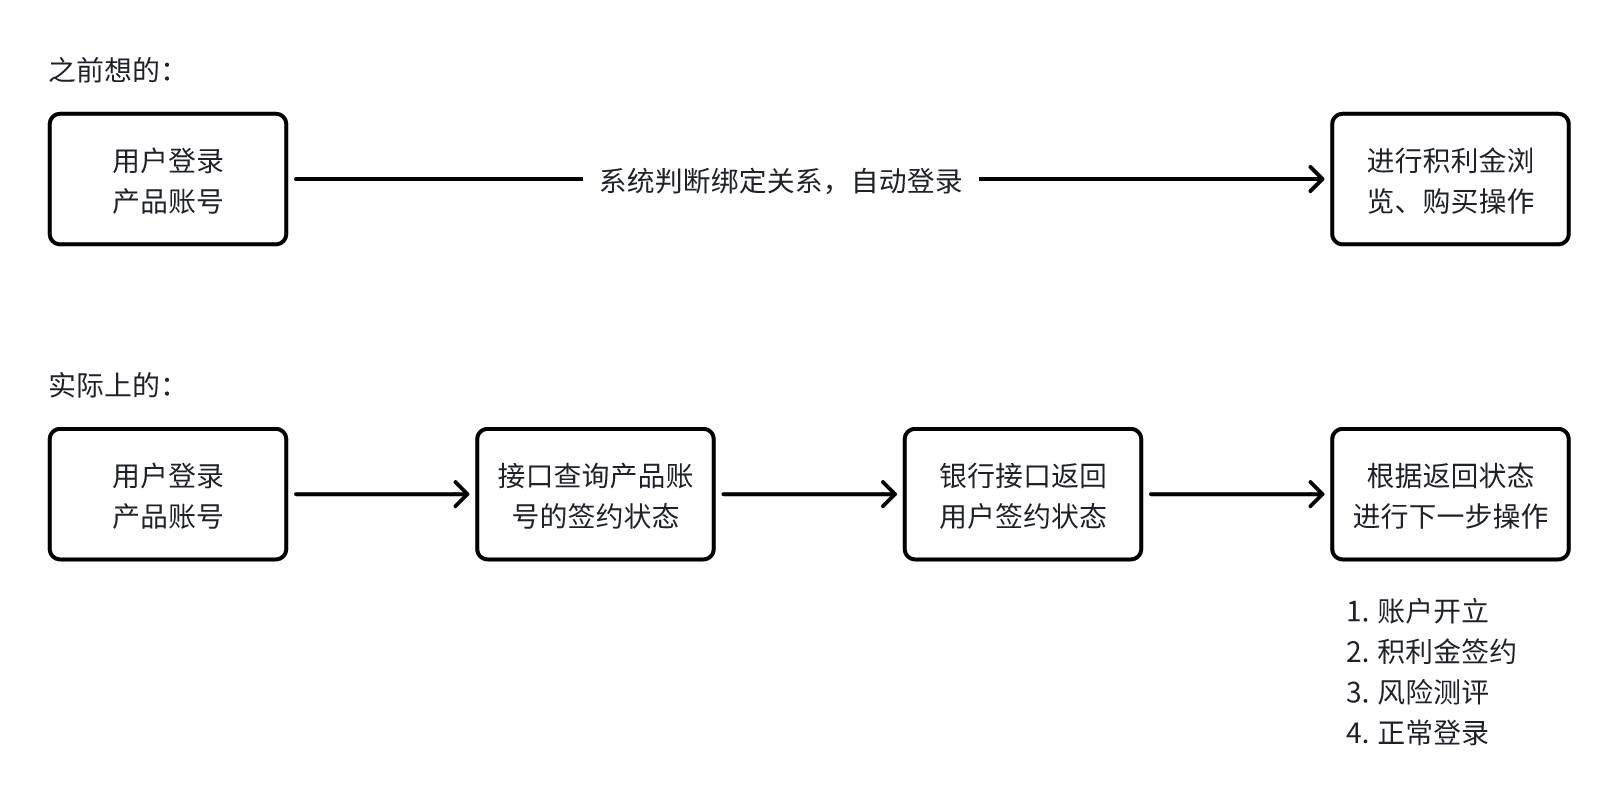 之前想的：
用户登录
产品账号
系统判断绑定关系，自动登录
进行积利金浏
览、购买操作
实际上的：
用户登录
产品账号
接口查询产品账
号的签约状态
银行接口返回
用户签约状态
根据返回状态
进行下一步操作
1. 账户开立
2. 积利金签约
3. 风险测评
4. 正常登录